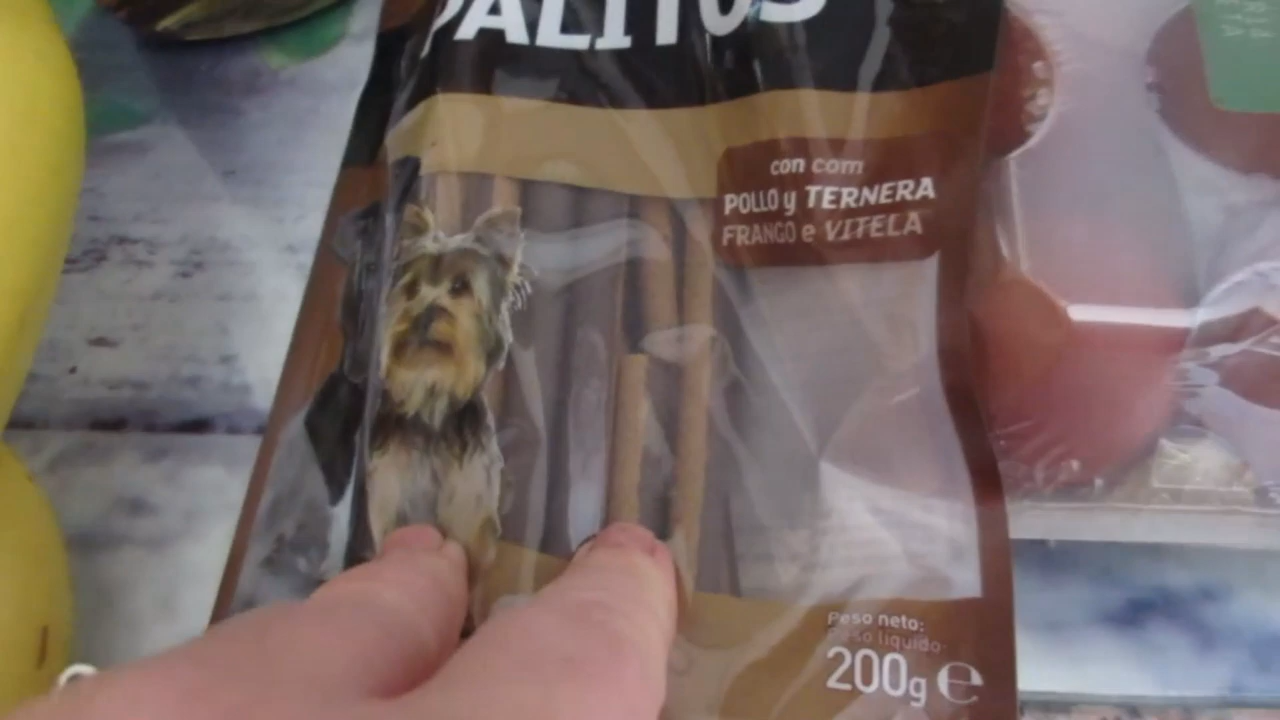 PALITOS
con com
POLLO y TERNERA
FRANGO e VITELA
Peso neto:
Peso líquido:
200g e